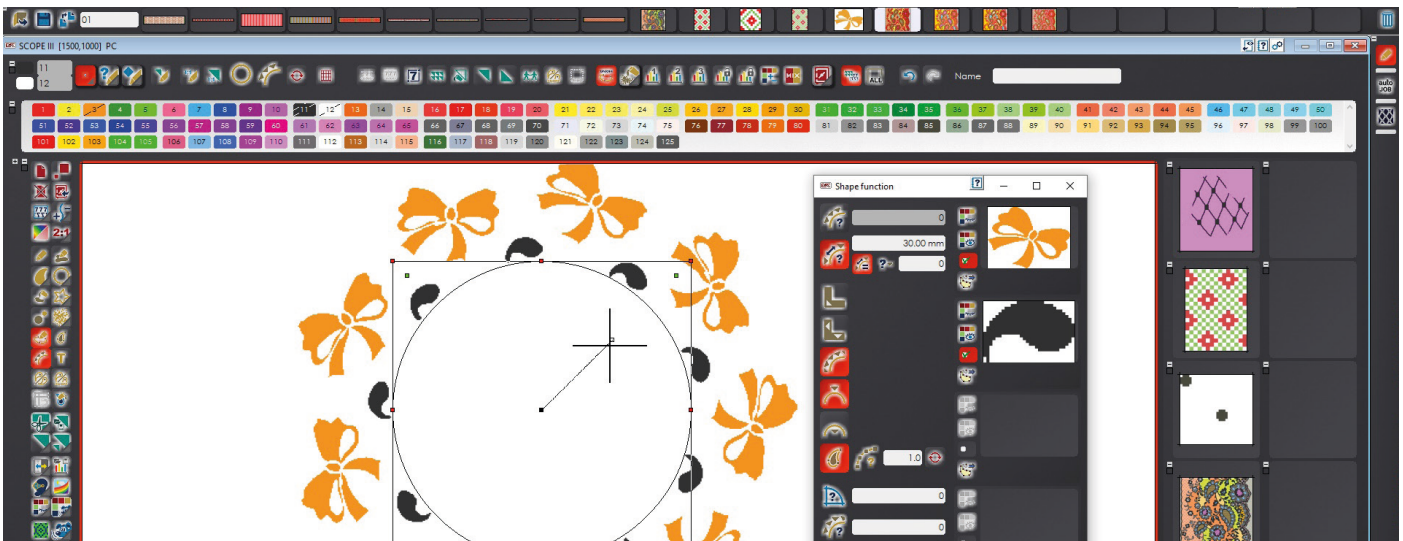 01
SCOPE III [1500,1000] PC
11
12
7
MIX
ALL
Name
auto
JOB
1 2 3 4 5 6 7 8 9 10 11 12 13 14 15 16 17 18 19 20 21 22 23 24 25 26 27 28 29 30 31 32 33 34 35 36 37 38 39 40 41 42 43 44 45 46 47 48 49 50
51 52 53 54 55 56 57 58 59 60 61 62 63 64 65 66 67 68 69 70 71 72 73 74 75 76 77 78 79 80 81 82 83 84 85 86 87 88 89 90 91 92 93 94 95 96 97 98 99 100
101 102 103 104 105 106 107 108 109 110 111 112 113 114 115 116 117 118 119 120 121 122 123 124 125
2:1
Shape function
0
30.00 mm
0
1.0
0
0